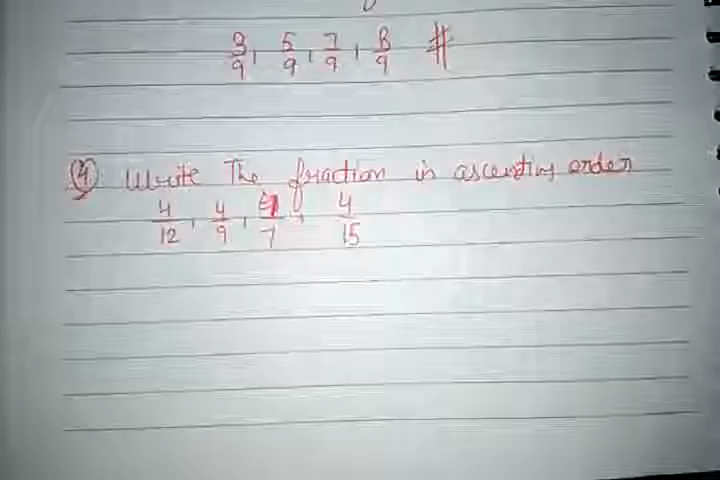 3/9, 5/9, 7/9, 8/9 #
(4) Write The fraction in ascending order
4/12, 4/9, 4/7, 4/15